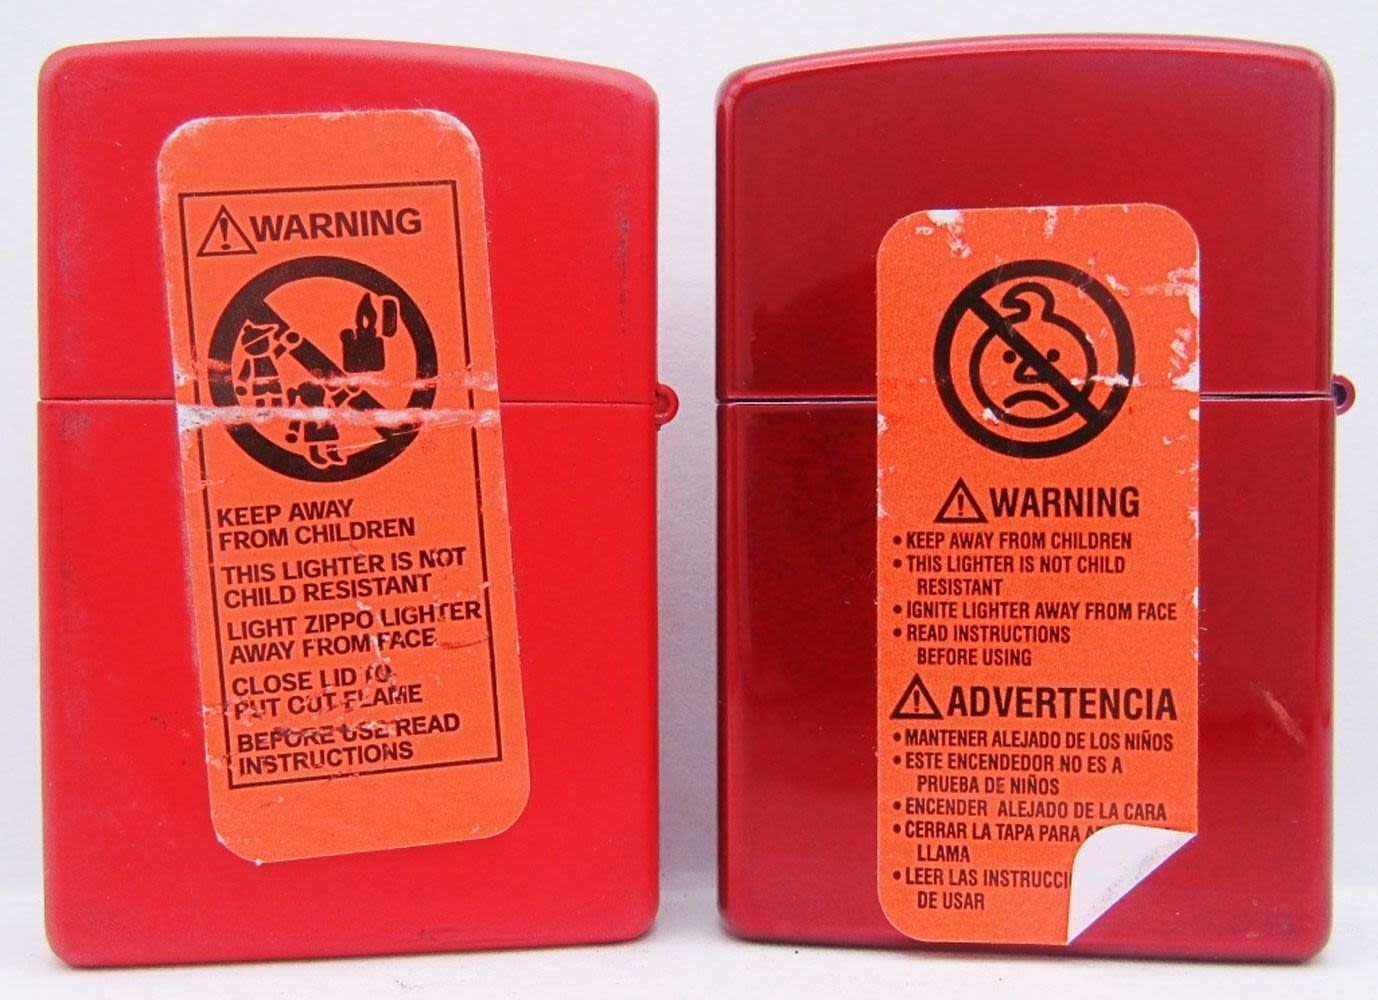 WARNING
KEEP AWAY
FROM CHILDREN
THIS LIGHTER IS NOT
CHILD RESISTANT
LIGHT ZIPPO LIGHTER
AWAY FROM FACE
CLOSE LID TO
PUT OUT FLAME
BEFORE USE READ
INSTRUCTIONS
WARNING
• KEEP AWAY FROM CHILDREN
• THIS LIGHTER IS NOT CHILD
RESISTANT
• IGNITE LIGHTER AWAY FROM FACE
• READ INSTRUCTIONS
BEFORE USING
ADVERTENCIA
• MANTENER ALEJADO DE LOS NIÑOS
• ESTE ENCENDEDOR NO ES A
PRUEBA DE NIÑOS
• ENCENDER ALEJADO DE LA CARA
• CERRAR LA TAPA PARA
LLAMA
• LEER LAS
DE USAR